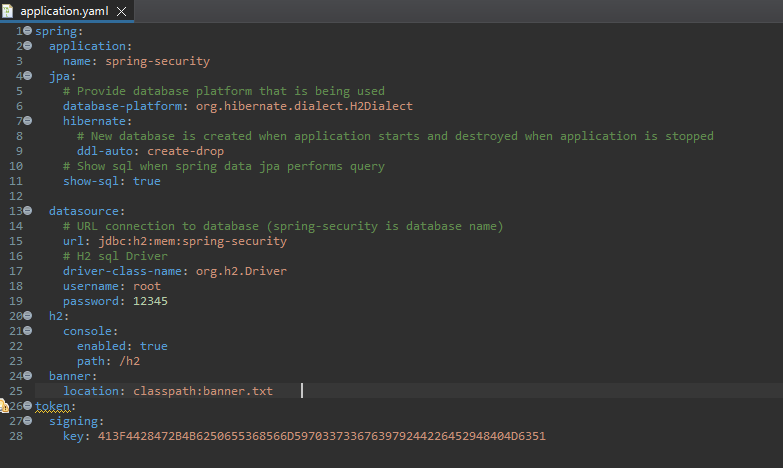 application.yaml
1 spring:
2   application:
3     name: spring-security
4   jpa:
5     # Provide database platform that is being used
6     database-platform: org.hibernate.dialect.H2Dialect
7     hibernate:
8       # New database is created when application starts and destroyed when application is stopped
9       ddl-auto: create-drop
10     # Show sql when spring data jpa performs query
11     show-sql: true
12
13   datasource:
14     # URL connection to database (spring-security is database name)
15     url: jdbc:h2:mem:spring-security
16     # H2 sql Driver
17     driver-class-name: org.h2.Driver
18     username: root
19     password: 12345
20   h2:
21     console:
22       enabled: true
23       path: /h2
24   banner:
25     location: classpath:banner.txt
26 token:
27   signing:
28     key: 413F4428472B4B6250655368566D5970337336763979244226452948404D6351